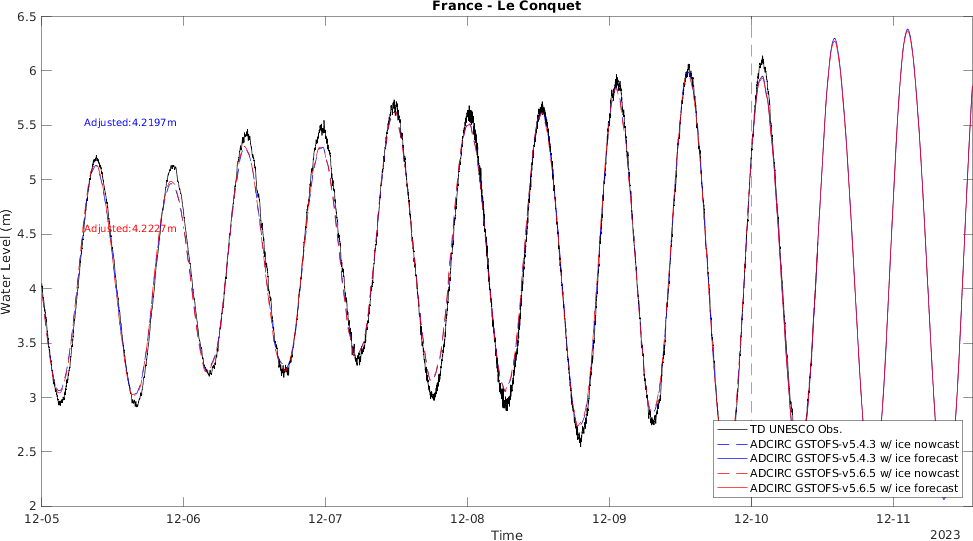 France - Le Conquet
6.5
6
5.5
5
4.5
4
3.5
3
2.5
2
Water Level (m)
Adjusted:4.2197m
Adjusted:4.2227m
TD UNESCO Obs.
ADCIRC GSTOFS-v5.4.3 w/ ice nowcast
ADCIRC GSTOFS-v5.4.3 w/ ice forecast
ADCIRC GSTOFS-v5.6.5 w/ ice nowcast
ADCIRC GSTOFS-v5.6.5 w/ ice forecast
12-05 12-06 12-07 12-08 12-09 12-10 12-11
Time
2023